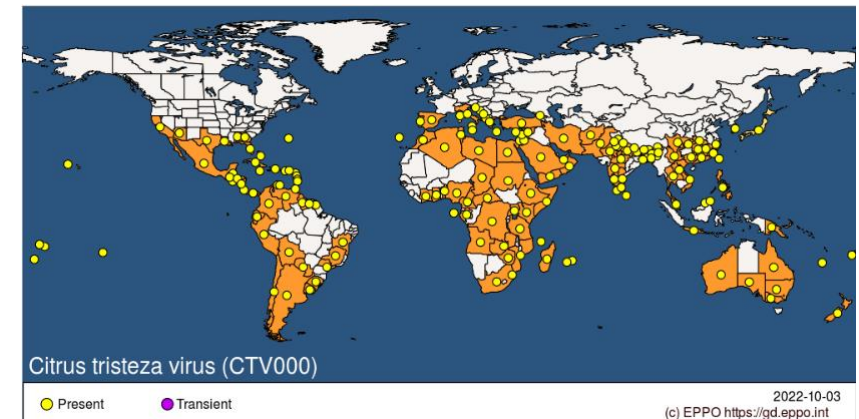 Citrus tristeza virus (CTV000)
Present
Transient
2022-10-03
(c) EPPO https://gd.eppo.int